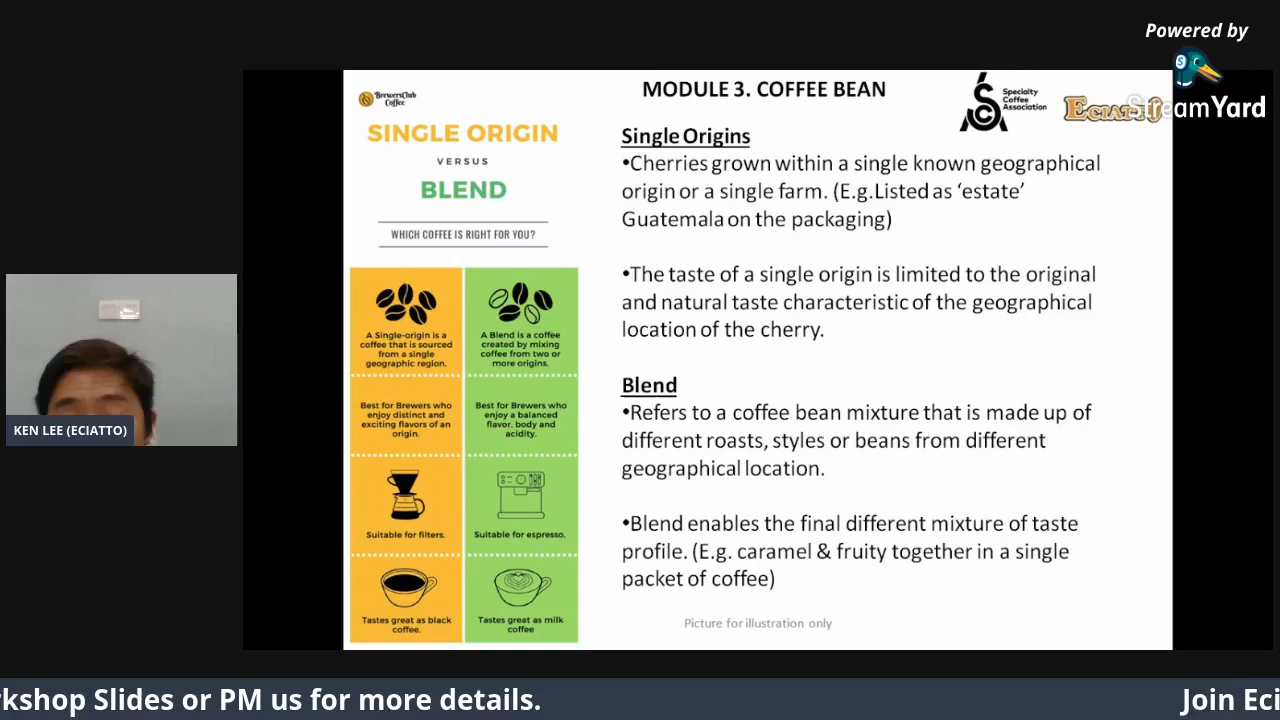 Powered by
StreamYard
BrewersClub
Coffee
SINGLE ORIGIN
VERSUS
BLEND
WHICH COFFEE IS RIGHT FOR YOU?
A Single-origin is a
coffee that is sourced
from a single
geographic region.
A Blend is a coffee
created by mixing
coffee from two or
more origins.
Best for Brewers who
enjoy distinct and
exciting flavors of an
origin.
Best for Brewers who
enjoy a balanced
flavor, body and
acidity.
Suitable for filters.
Suitable for espresso.
Tastes great as black
coffee.
Tastes great as milk
coffee
MODULE 3. COFFEE BEAN
Specialty
Coffee
Association
ECIATTO
Single Origins
•Cherries grown within a single known geographical
origin or a single farm. (E.g.Listed as ‘estate’
Guatemala on the packaging)
•The taste of a single origin is limited to the original
and natural taste characteristic of the geographical
location of the cherry.
Blend
•Refers to a coffee bean mixture that is made up of
different roasts, styles or beans from different
geographical location.
•Blend enables the final different mixture of taste
profile. (E.g. caramel & fruity together in a single
packet of coffee)
Picture for illustration only
KEN LEE (ECIATTO)
rkshop Slides or PM us for more details.
Join Eci